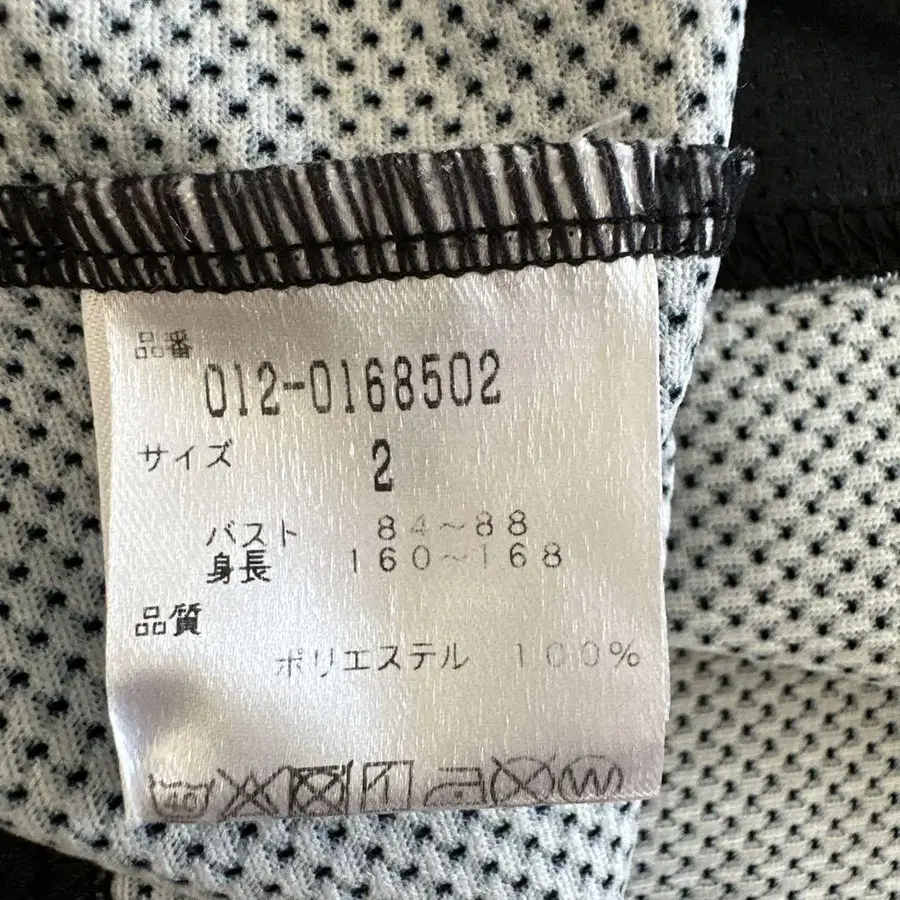 品番
012-0168502
サイズ 2
バスト 84～88
身長 160～168
品質
ポリエステル 100%
40 W